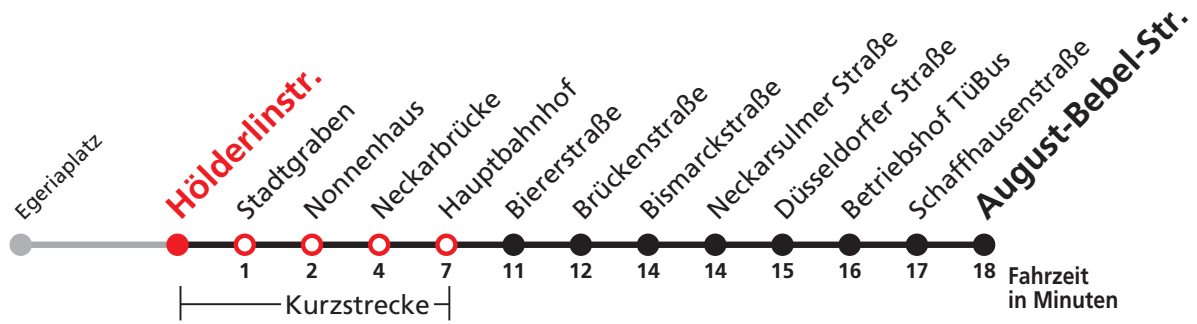 Egeriaplatz
Hölderlinstr.
Stadtgraben
Nonnenhaus
Neckarbrücke
Hauptbahnhof
Biererstraße
Brückenstraße
Bismarckstraße
Neckarsulmer Straße
Düsseldorfer Straße
Betriebshof TüBus
Schaffhausenstraße
August-Bebel-Str.
1 2 4 7 11 12 14 14 15 16 17 18
Fahrzeit
in Minuten
Kurzstrecke